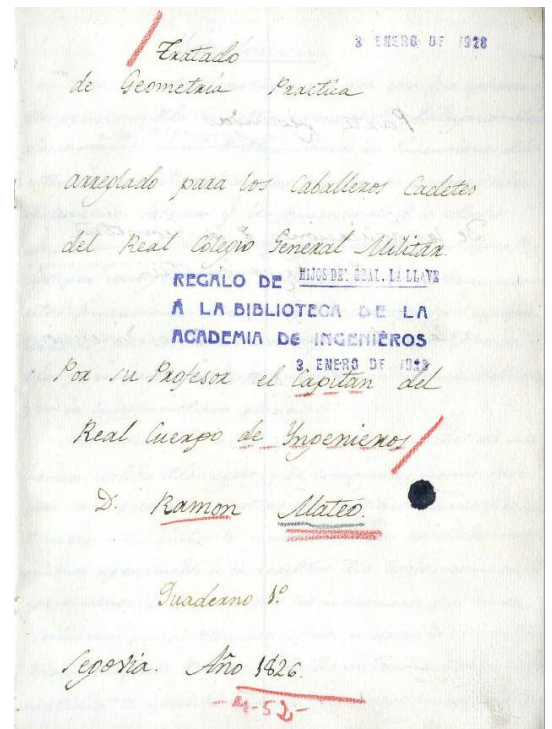 3 ENERO DE 1928
Tratado
de Geometría Practica
arreglado para los Caballeros Cadetes
del Real Colegio General Militar.
REGALO DE HIJOS DEL GRAL. LA LLAVE
Á LA BIBLIOTECA DE LA
ACADEMIA DE INGENIEROS
3 ENERO DE 1928
Por su Profesor el Capitan del
Real Cuerpo de Yngenieros
D. Ramon Mateo.
Quaderno 1º
Segovia. Año 1826.
-M-52-